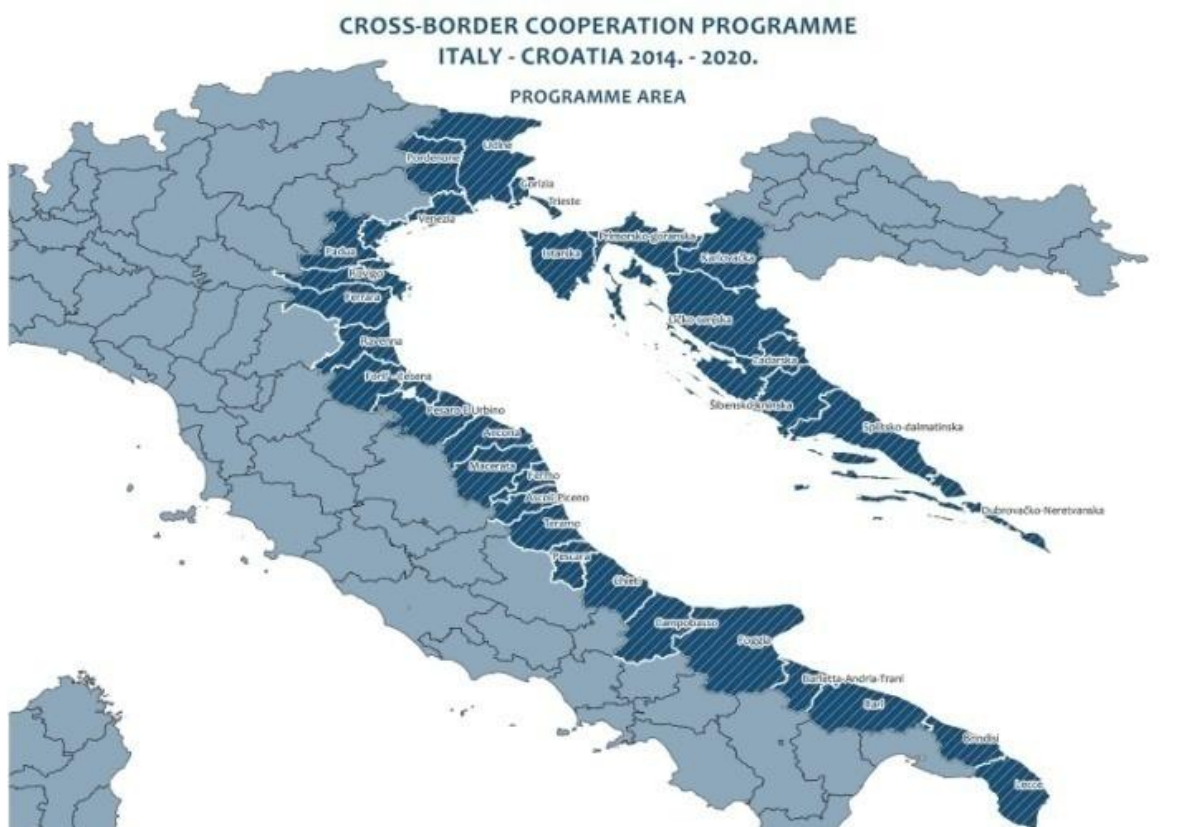 CROSS-BORDER COOPERATION PROGRAMME
ITALY - CROATIA 2014. - 2020.
PROGRAMME AREA
Udine
Pordenone
Gorizia
Trieste
Venezia
Primorsko-goranska
Padua
Istarska
Karlovačka
Rovigo
Ferrara
Ličko-senjska
Ravenna
Zadarska
Forlì - Cesena
Šibensko-kninska
Pesaro E Urbino
Splitsko-dalmatinska
Ancona
Macerata
Fermo
Ascoli Piceno
Dubrovačko-Neretvanska
Teramo
Pescara
Chieti
Campobasso
Foggia
Barletta-Andria-Trani
Bari
Brindisi
Lecce